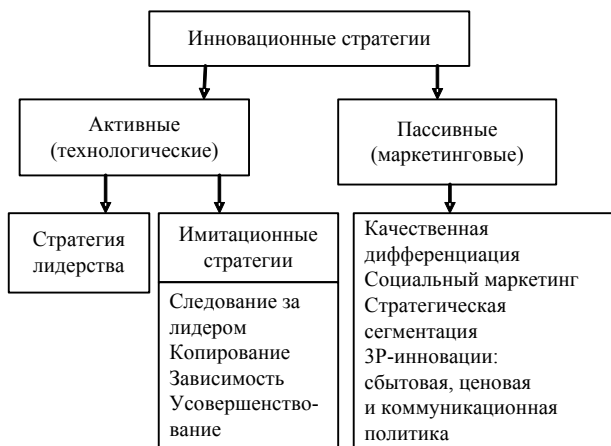 Инновационные стратегии
Активные
(технологические)
Пассивные
(маркетинговые)
Стратегия
лидерства
Имитационные
стратегии
Следование за
лидером
Копирование
Зависимость
Усовершенство-
вание
Качественная
дифференциация
Социальный маркетинг
Стратегическая
сегментация
3Р-инновации:
сбытовая, ценовая
и коммуникационная
политика